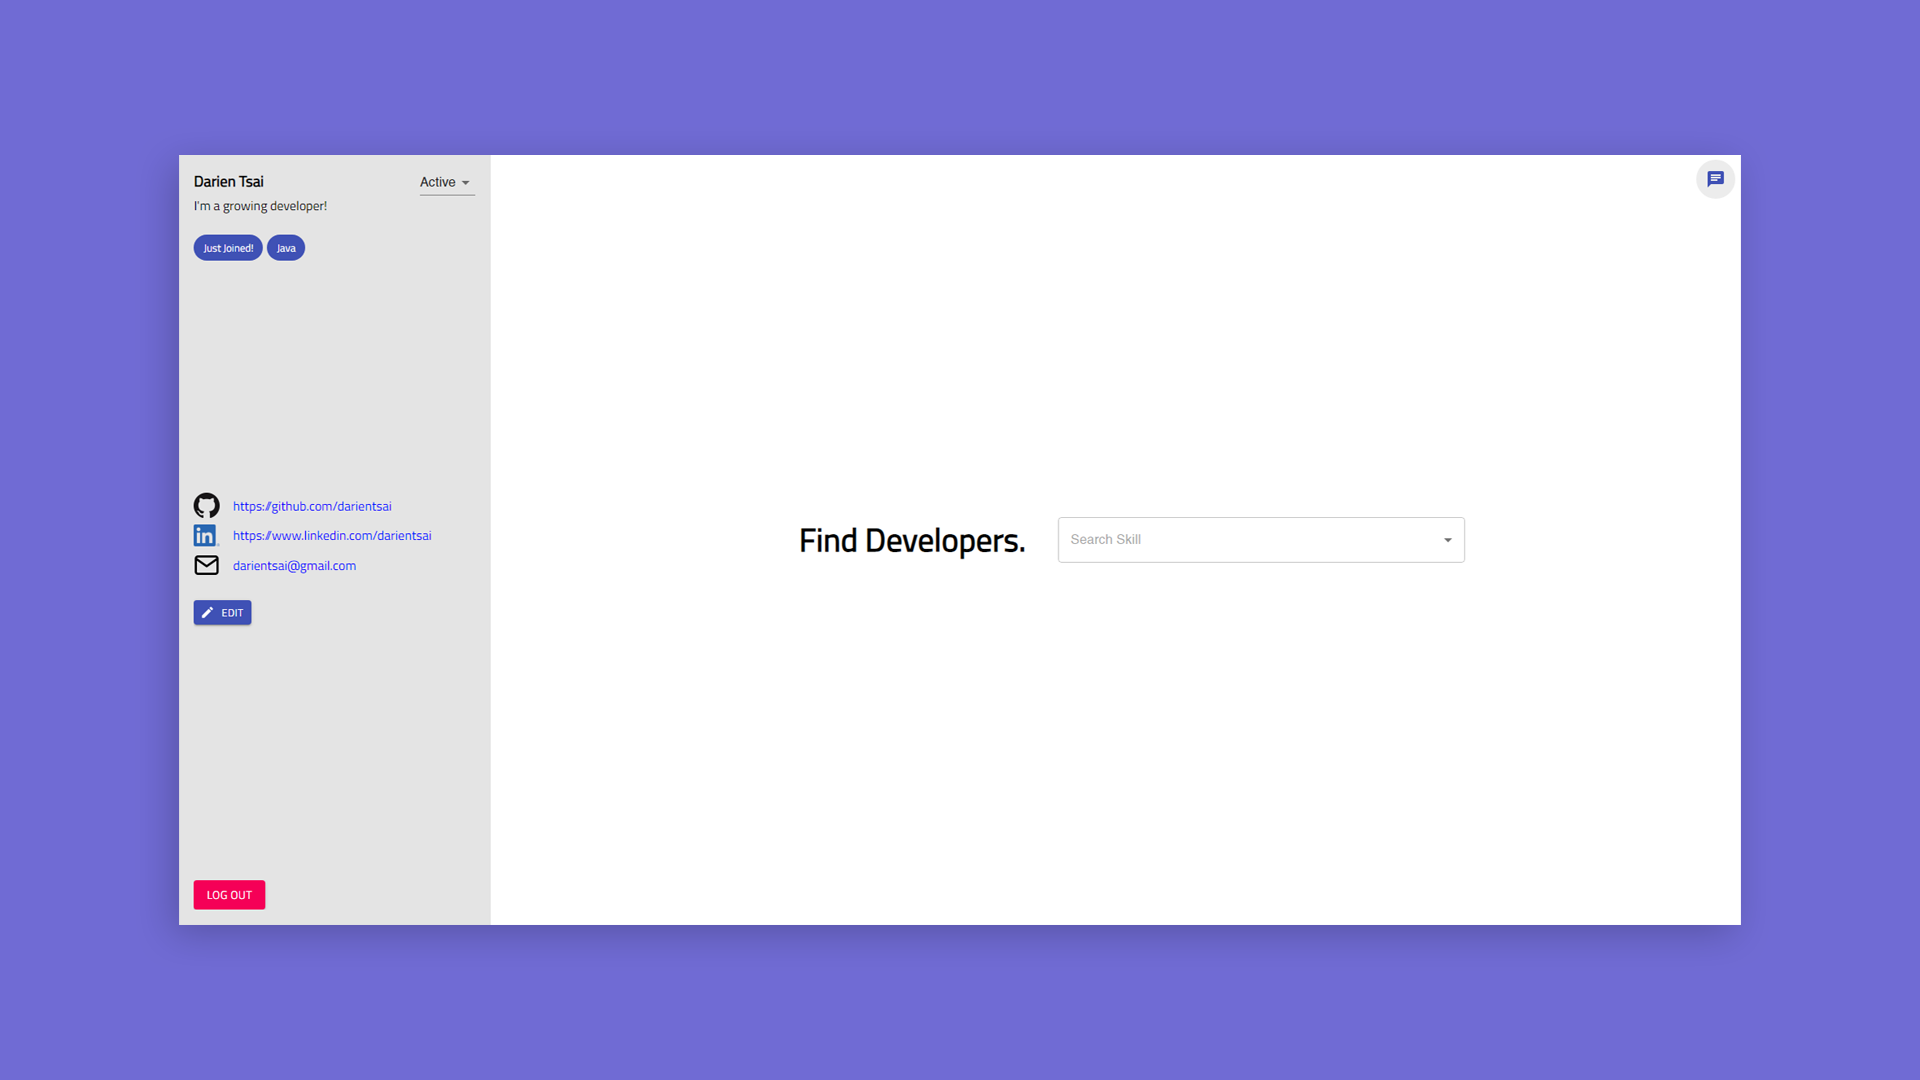 Darien Tsai
Active
I'm a growing developer!
Just Joined!
Java
https://github.com/darientsai
in
https://www.linkedin.com/darientsai
darientsai@gmail.com
EDIT
Find Developers.
Search Skill
LOG OUT